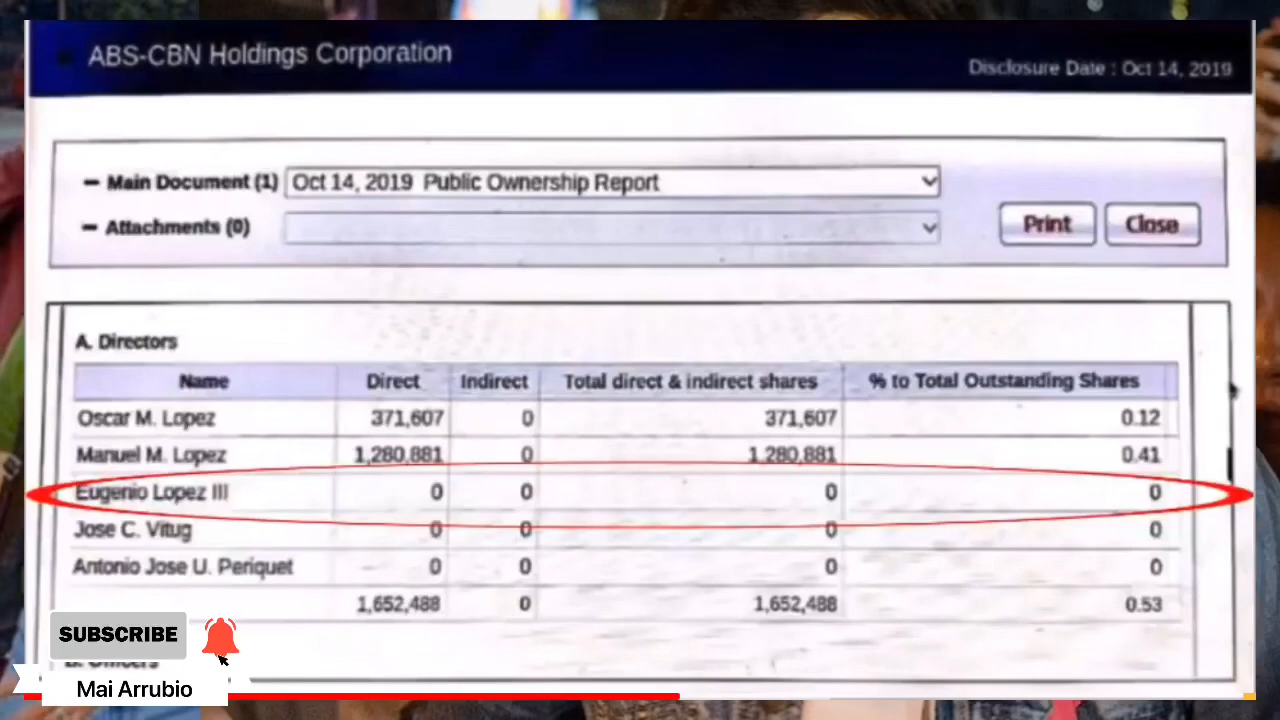 ABS-CBN Holdings Corporation
Disclosure Date : Oct 14, 2019
Main Document (1) Oct 14, 2019 Public Ownership Report
Attachments (0)
Print Close
A. Directors
Name Direct Indirect Total direct & indirect shares % to Total Outstanding Shares
Oscar M. Lopez 371,607 0 371,607 0.12
Manuel M. Lopez 1,280,881 0 1,280,881 0.41
Eugenio Lopez III 0 0 0 0
Jose C. Vitug 0 0 0 0
Antonio Jose U. Periquet 0 0 0 0
1,652,488 0 1,652,488 0.53
SUBSCRIBE
B. Officers
Mai Arrubio